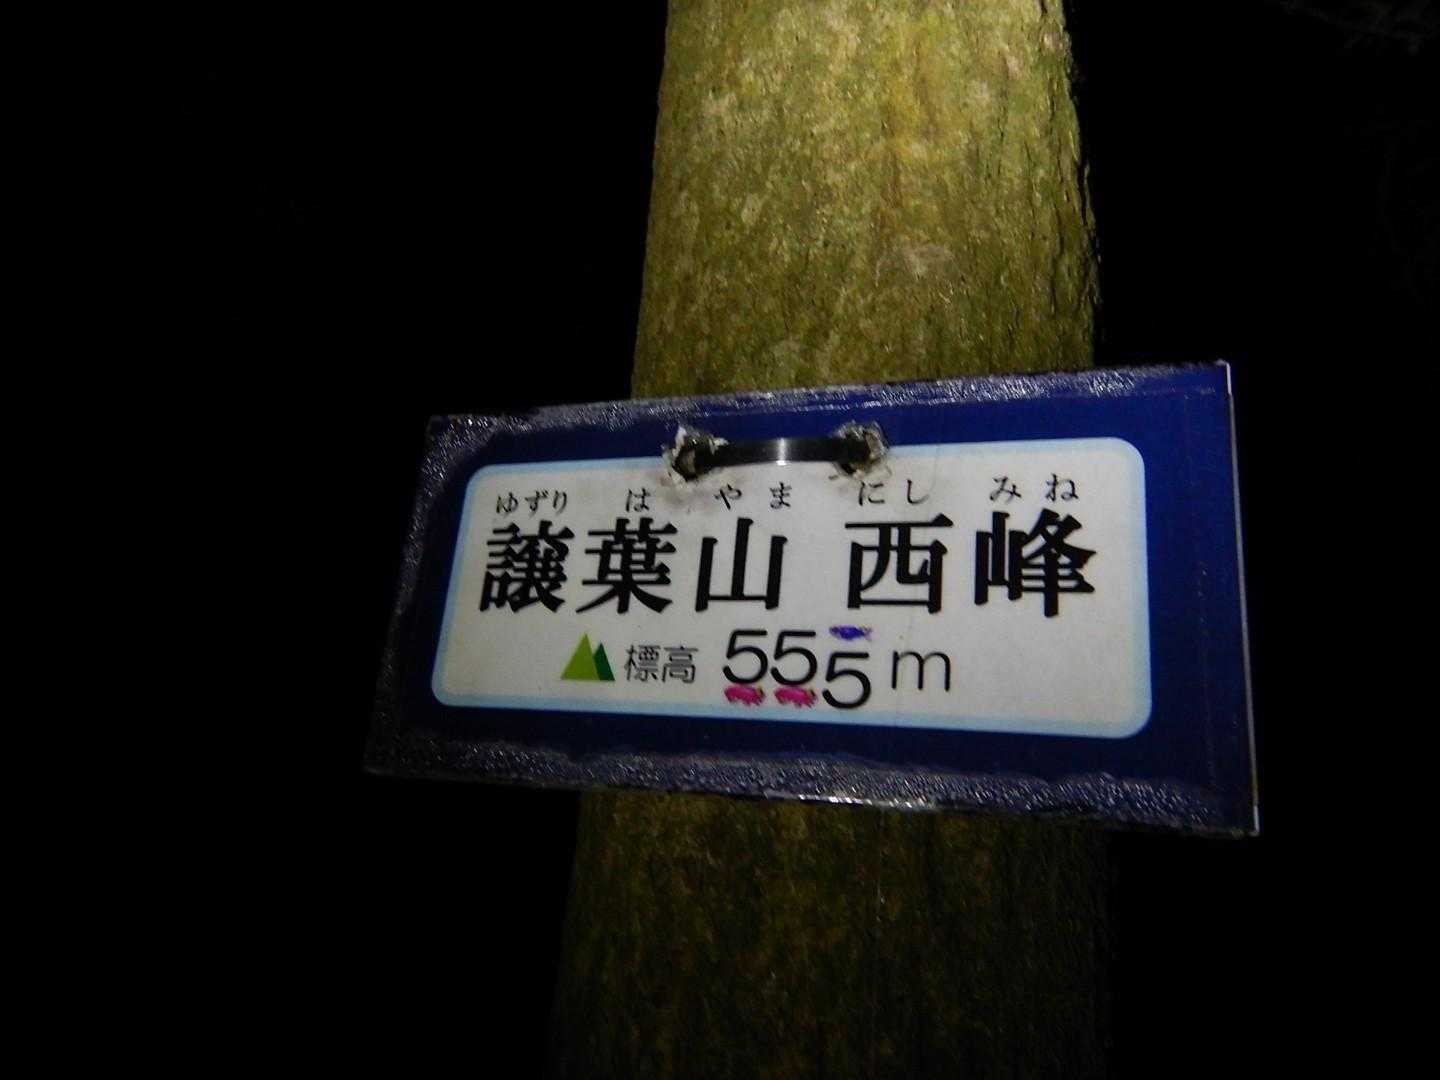 ゆずり は やま にし みね
譲葉山 西峰
標高 555m